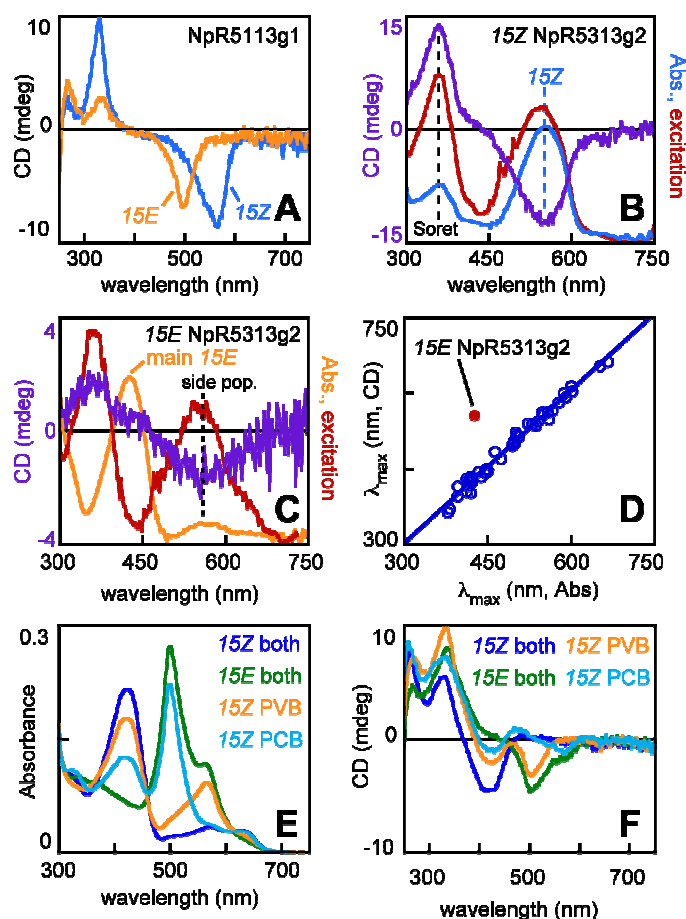 10
NpR5113g1
CD (mdeg)
0
15E
15Z
-10
A
300
500
700
wavelength (nm)
15
15Z NpR5313g2
15Z
CD (mdeg)
0
Abs., excitation
Soret
-15
B
300
450
600
750
wavelength (nm)
4
15E NpR5313g2
main 15E
side pop.
CD (mdeg)
0
Abs., excitation
-4
C
300
450
600
750
wavelength (nm)
750
15E NpR5313g2
λmax (nm, CD)
300
D
300
450
600
750
λmax (nm, Abs)
0.3
15Z both
15E both
15Z PVB
15Z PCB
Absorbance
0
E
300
500
700
wavelength (nm)
10
15Z both 15Z PVB
15E both 15Z PCB
CD (mdeg)
0
-10
F
300
500
700
wavelength (nm)